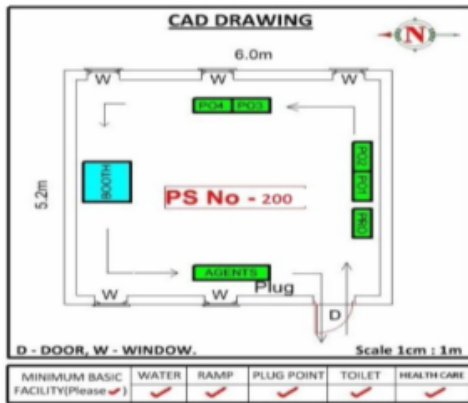 CAD DRAWING
N
6.0m
W W W
PO4 PO3
5.2m
BOOTH
PO2
PO1
PS No - 200
PRO
AGENTS
Plug
W W
D
D - DOOR, W - WINDOW. Scale 1cm : 1m
MINIMUM BASIC FACILITY(Please ✓) WATER RAMP PLUG POINT TOILET HEALTH CARE
✓ ✓ ✓ ✓ ✓